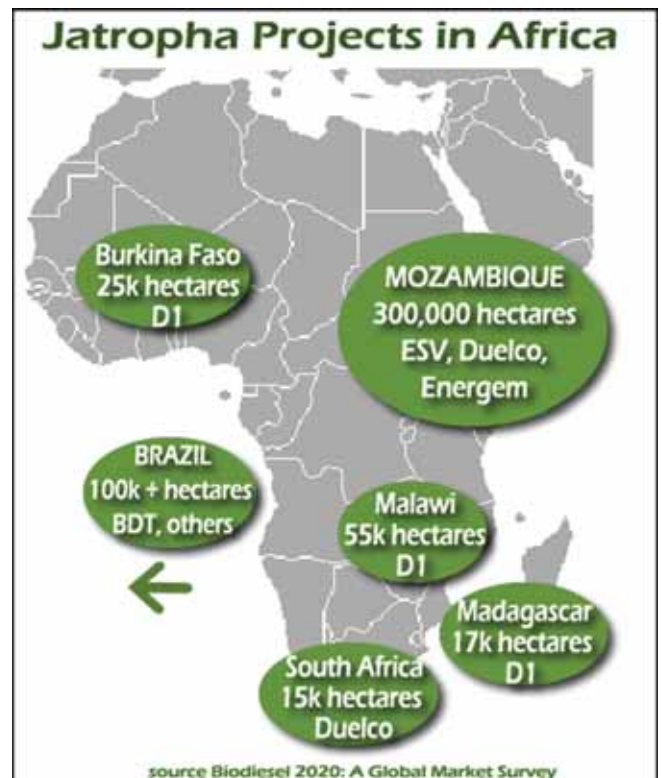 Jatropha Projects in Africa
Burkina Faso
25k hectares
D1
MOZAMBIQUE
300,000 hectares
ESV, Duelco,
Energem
BRAZIL
100k + hectares
BDT, others
Malawi
55k hectares
D1
Madagascar
17k hectares
D1
South Africa
15k hectares
Duelco
source Biodiesel 2020: A Global Market Survey